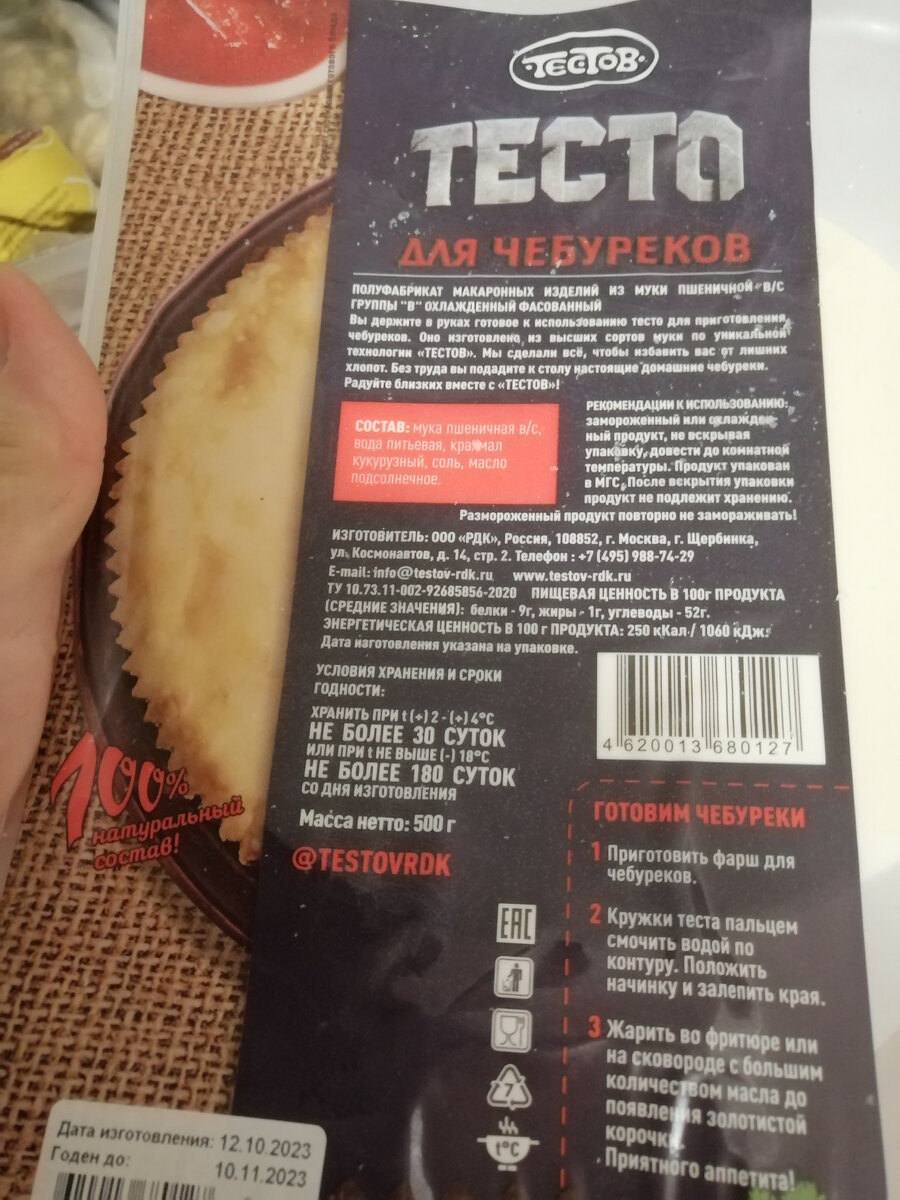 ТЕСТОВ
ТЕСТО
ДЛЯ ЧЕБУРЕКОВ
ПОЛУФАБРИКАТ МАКАРОННЫХ ИЗДЕЛИЙ ИЗ МУКИ ПШЕНИЧНОЙ В/С
ГРУППЫ "В" ОХЛАЖДЕННЫЙ ФАСОВАННЫЙ
Вы держите в руках готовое к использованию тесто для приготовления
чебуреков. Оно изготовлено из высших сортов муки по уникальной
технологии «ТЕСТОВ». Мы сделали всё, чтобы избавить вас от лишних
хлопот. Без труда вы подадите к столу настоящие домашние чебуреки.
Радуйте близких вместе с «ТЕСТОВ»!
СОСТАВ: мука пшеничная в/с,
вода питьевая, крахмал
кукурузный, соль, масло
подсолнечное.
РЕКОМЕНДАЦИИ К ИСПОЛЬЗОВАНИЮ:
замороженный или охлажден-
ный продукт, не вскрывая
упаковку, довести до комнатной
температуры. Продукт упакован
в МГС. После вскрытия упаковки
продукт не подлежит хранению.
Размороженный продукт повторно не замораживать!
ИЗГОТОВИТЕЛЬ: ООО «РДК», Россия, 108852, г. Москва, г. Щербинка,
ул. Космонавтов, д. 14, стр. 2. Телефон : +7 (495) 988-74-29
E-mail: info@testov-rdk.ru www.testov-rdk.ru
ТУ 10.73.11-002-92685856-2020 ПИЩЕВАЯ ЦЕННОСТЬ В 100г ПРОДУКТА
(СРЕДНИЕ ЗНАЧЕНИЯ): белки - 9г, жиры - 1г, углеводы - 52г.
ЭНЕРГЕТИЧЕСКАЯ ЦЕННОСТЬ В 100 г ПРОДУКТА: 250 кКал / 1060 кДж.
Дата изготовления указана на упаковке.
УСЛОВИЯ ХРАНЕНИЯ И СРОКИ
ГОДНОСТИ:
ХРАНИТЬ ПРИ t (+) 2 - (+) 4°С
НЕ БОЛЕЕ 30 СУТОК
ИЛИ ПРИ t НЕ ВЫШЕ (-) 18°С
НЕ БОЛЕЕ 180 СУТОК
СО ДНЯ ИЗГОТОВЛЕНИЯ
Масса нетто: 500 г
@TESTOVRDK
4 620013 680127
100%
натуральный
состав!
ГОТОВИМ ЧЕБУРЕКИ
1 Приготовить фарш для
чебуреков.
2 Кружки теста пальцем
смочить водой по
контуру. Положить
начинку и залепить края.
3 Жарить во фритюре или
на сковороде с большим
количеством масла до
появления золотистой
корочки.
Приятного аппетита!
EAC
7
t°C
Дата изготовления: 12.10.2023
Годен до: 10.11.2023